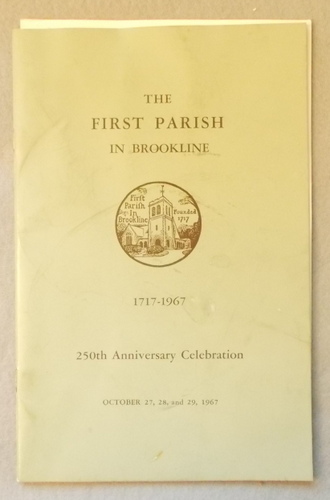 THE
FIRST PARISH
IN BROOKLINE
First
Parish
In
Brookline
Founded
1717
1717-1967
250th Anniversary Celebration
OCTOBER 27, 28, and 29, 1967